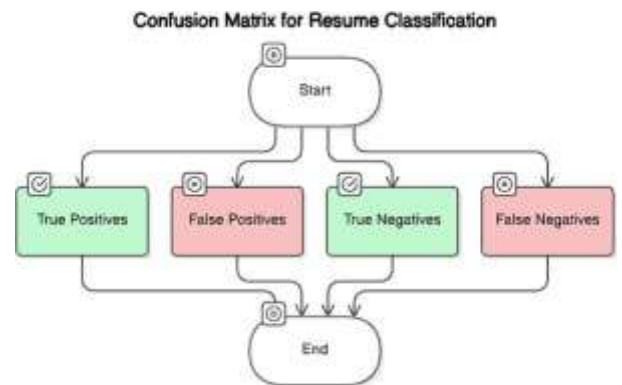 Confusion Matrix for Resume Classification
Start
True Positives
False Positives
True Negatives
False Negatives
End